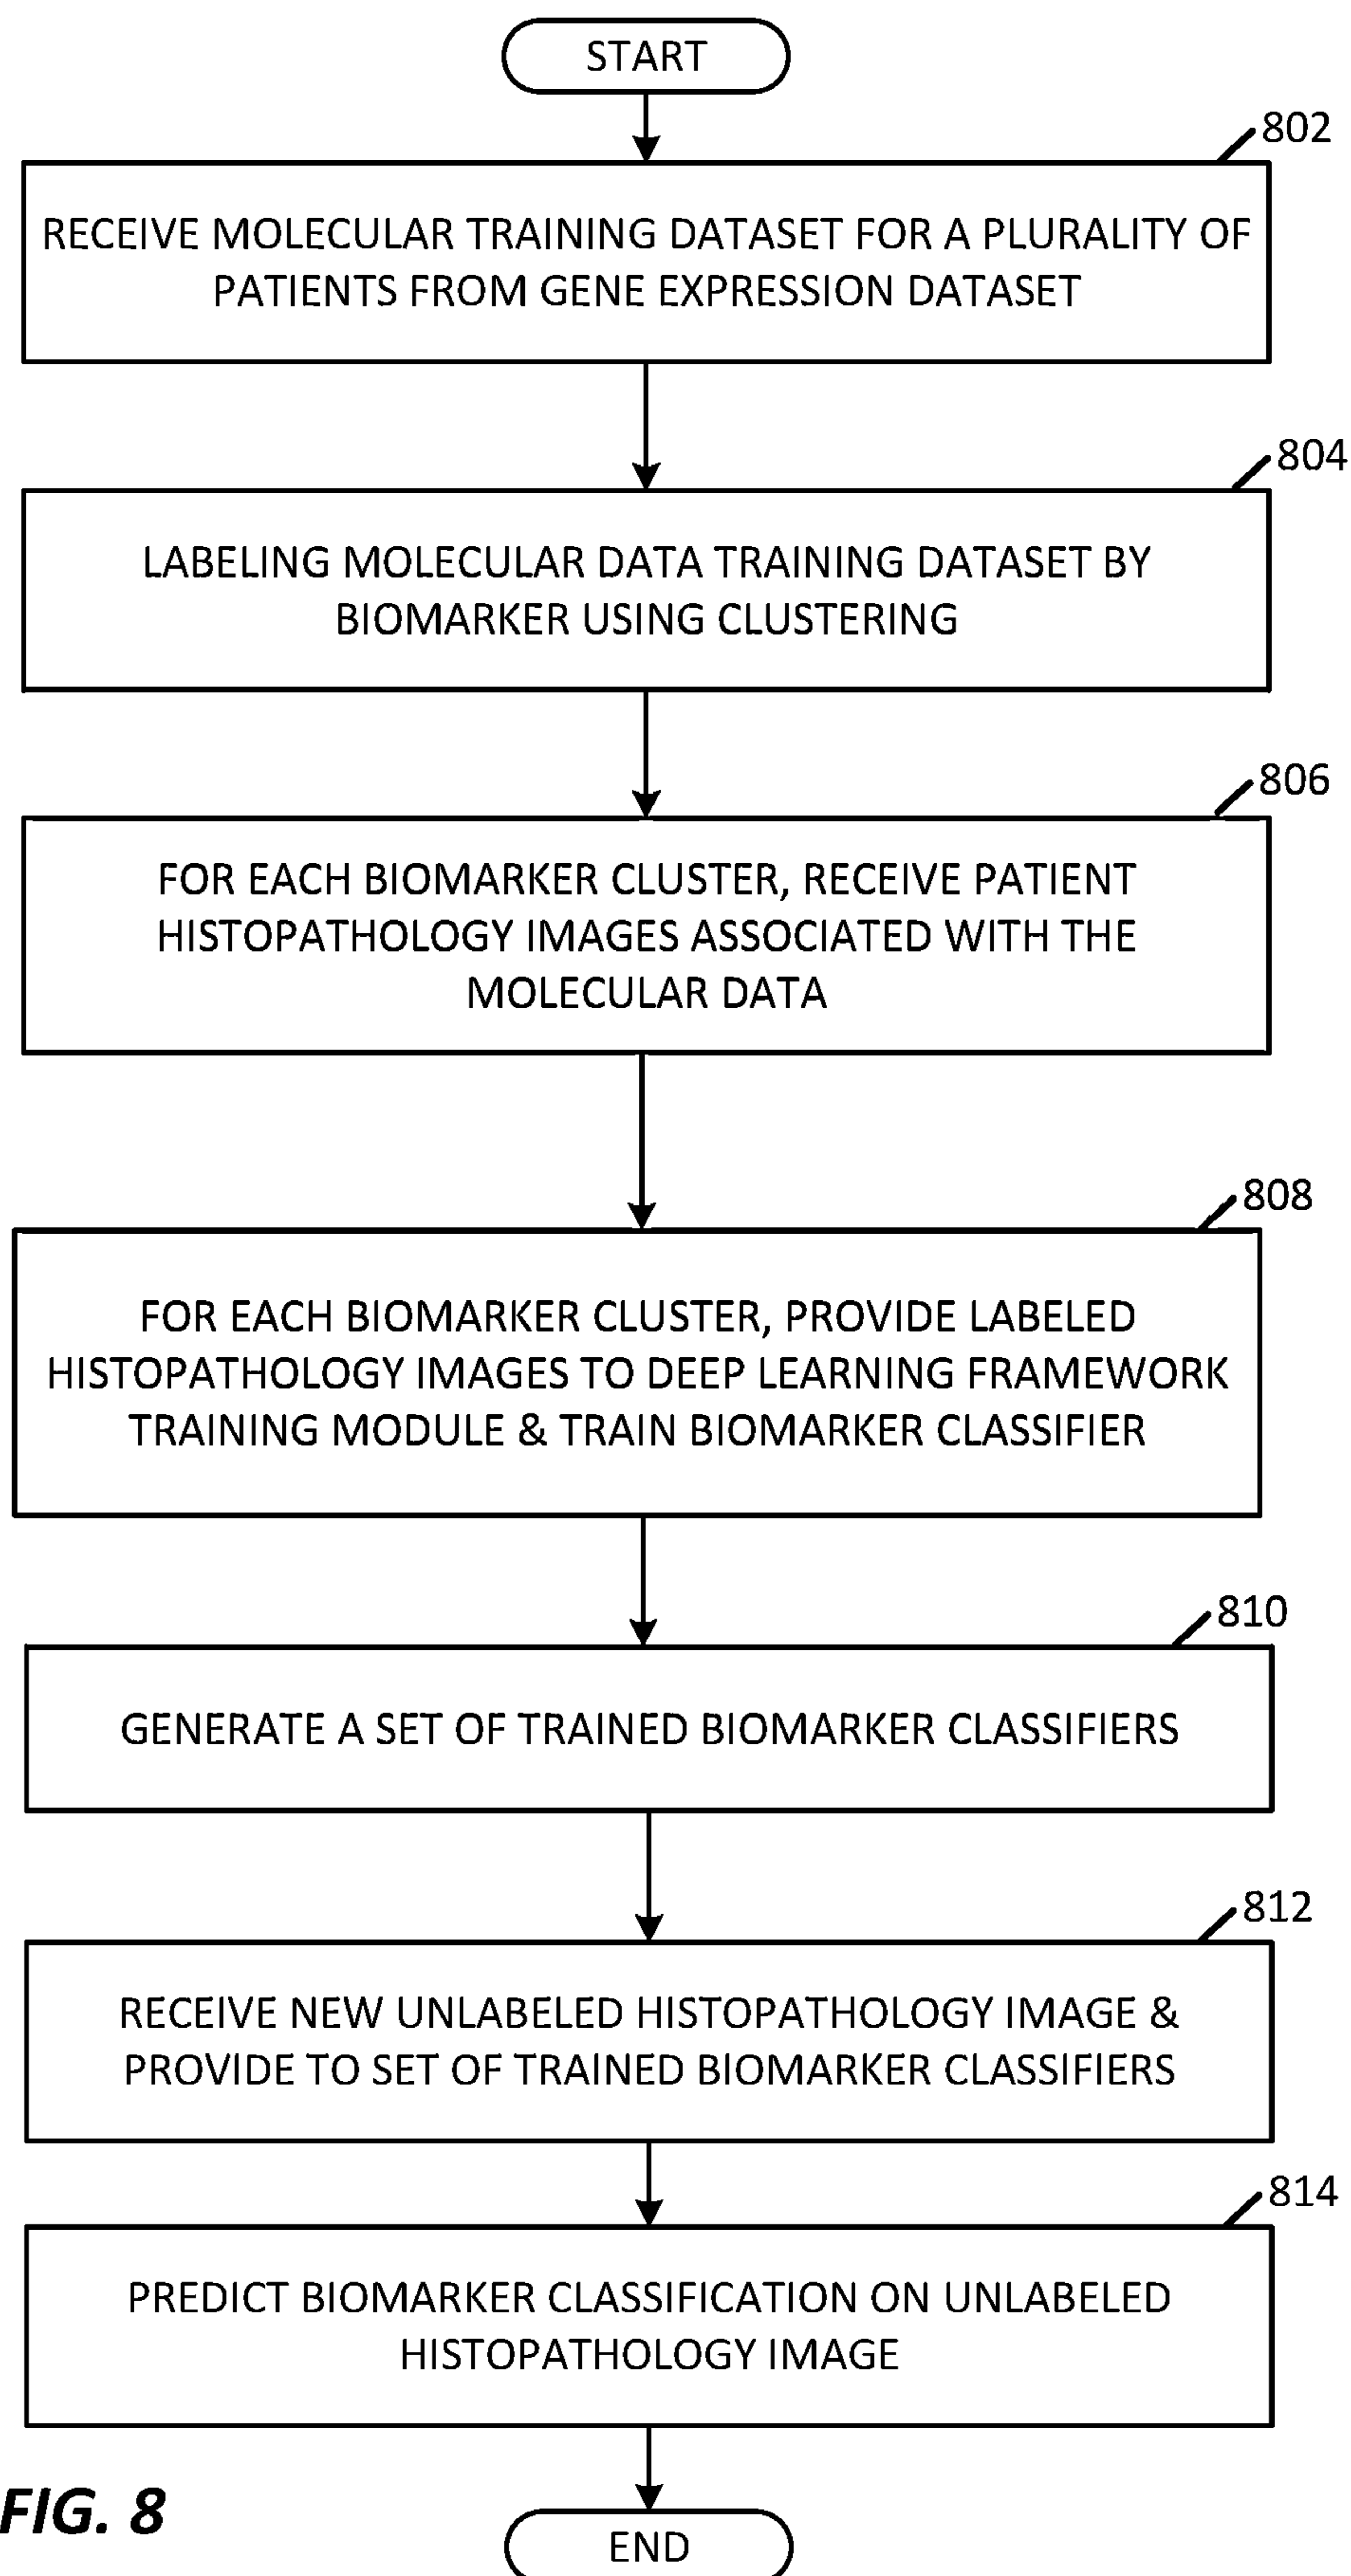 START
802
RECEIVE MOLECULAR TRAINING DATASET FOR A PLURALITY OF
PATIENTS FROM GENE EXPRESSION DATASET
804
LABELING MOLECULAR DATA TRAINING DATASET BY
BIOMARKER USING CLUSTERING
806
FOR EACH BIOMARKER CLUSTER, RECEIVE PATIENT
HISTOPATHOLOGY IMAGES ASSOCIATED WITH THE
MOLECULAR DATA
808
FOR EACH BIOMARKER CLUSTER, PROVIDE LABELED
HISTOPATHOLOGY IMAGES TO DEEP LEARNING FRAMEWORK
TRAINING MODULE & TRAIN BIOMARKER CLASSIFIER
810
GENERATE A SET OF TRAINED BIOMARKER CLASSIFIERS
812
RECEIVE NEW UNLABELED HISTOPATHOLOGY IMAGE &
PROVIDE TO SET OF TRAINED BIOMARKER CLASSIFIERS
814
PREDICT BIOMARKER CLASSIFICATION ON UNLABELED
HISTOPATHOLOGY IMAGE
FIG. 8
END